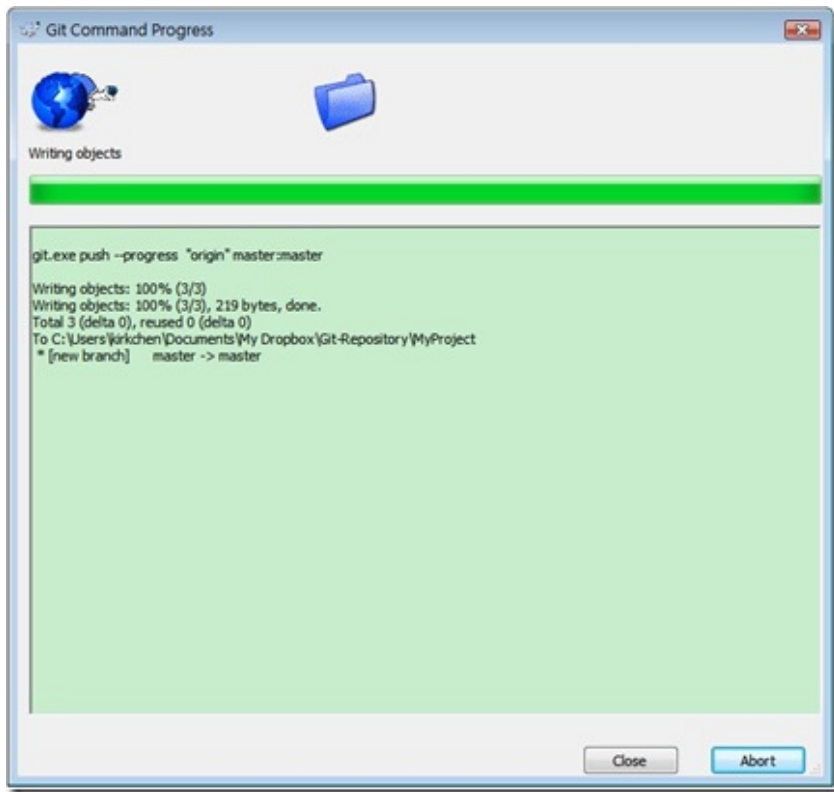 Git Command Progress
Writing objects
git.exe push --progress "origin" master:master
Writing objects: 100% (3/3)
Writing objects: 100% (3/3), 219 bytes, done.
Total 3 (delta 0), reused 0 (delta 0)
To C:\Users\kirkchen\Documents\My Dropbox\Git-Repository\MyProject
* [new branch] master -> master
Close Abort